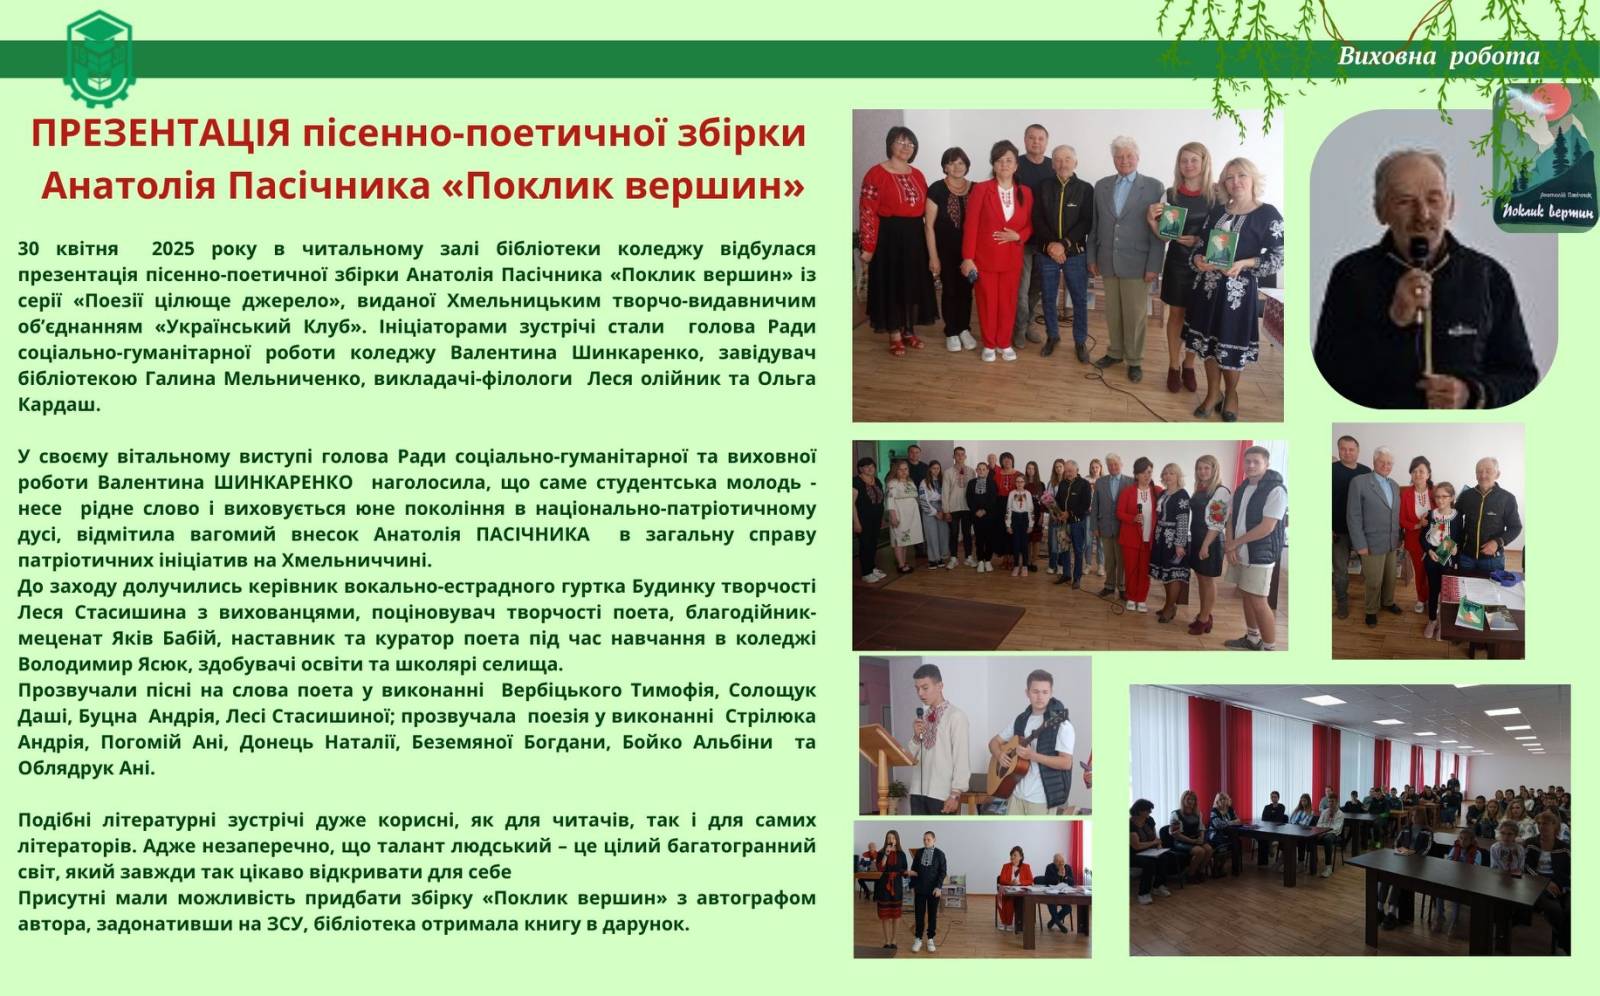 Виховна робота
ПРЕЗЕНТАЦІЯ пісенно-поетичної збірки
Анатолія Пасічника «Поклик вершин»
30 квітня 2025 року в читальному залі бібліотеки коледжу відбулася
презентація пісенно-поетичної збірки Анатолія Пасічника «Поклик вершин» із
серії «Поезії цілюще джерело», виданої Хмельницьким творчо-видавничим
об’єднанням «Український Клуб». Ініціаторами зустрічі стали голова Ради
соціально-гуманітарної роботи коледжу Валентина Шинкаренко, завідувач
бібліотекою Галина Мельниченко, викладачі-філологи Леся олійник та Ольга
Кардаш.
У своєму вітальному виступі голова Ради соціально-гуманітарної та виховної
роботи Валентина ШИНКАРЕНКО наголосила, що саме студентська молодь -
несе рідне слово і виховується юне покоління в національно-патріотичному
дусі, відмітила вагомий внесок Анатолія ПАСІЧНИКА в загальну справу
патріотичних ініціатив на Хмельниччині.
До заходу долучились керівник вокально-естрадного гуртка Будинку творчості
Леся Стасишина з вихованцями, поціновувач творчості поета, благодійник-
меценат Яків Бабій, наставник та куратор поета під час навчання в коледжі
Володимир Ясюк, здобувачі освіти та школярі селища.
Прозвучали пісні на слова поета у виконанні Вербіцького Тимофія, Солощук
Даші, Буцна Андрія, Лесі Стасишиної; прозвучала поезія у виконанні Стрілюка
Андрія, Погомій Ані, Донець Наталії, Беземяної Богдани, Бойко Альбіни та
Облядрук Ані.
Подібні літературні зустрічі дуже корисні, як для читачів, так і для самих
літераторів. Адже незаперечно, що талант людський – це цілий багатогранний
світ, який завжди так цікаво відкривати для себе
Присутні мали можливість придбати збірку «Поклик вершин» з автографом
автора, задонативши на ЗСУ, бібліотека отримала книгу в дарунок.
Анатолій Пасічник
Поклик вершин